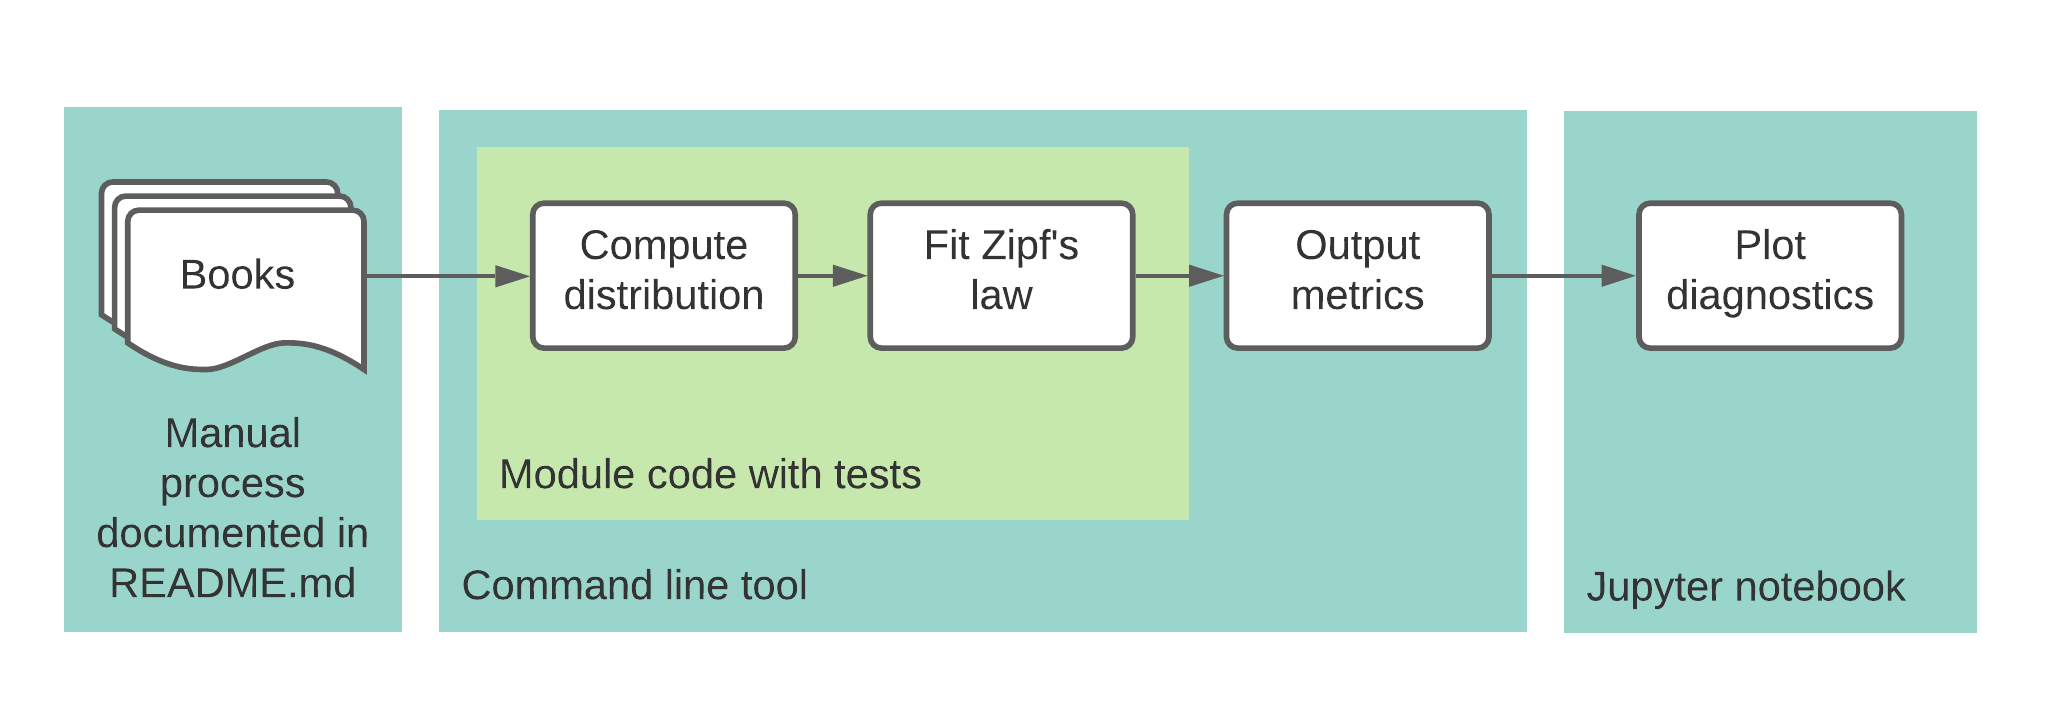 Books
Manual
process
documented in
README.md
Compute
distribution
Fit Zipf's
law
Module code with tests
Output
metrics
Command line tool
Plot
diagnostics
Jupyter notebook